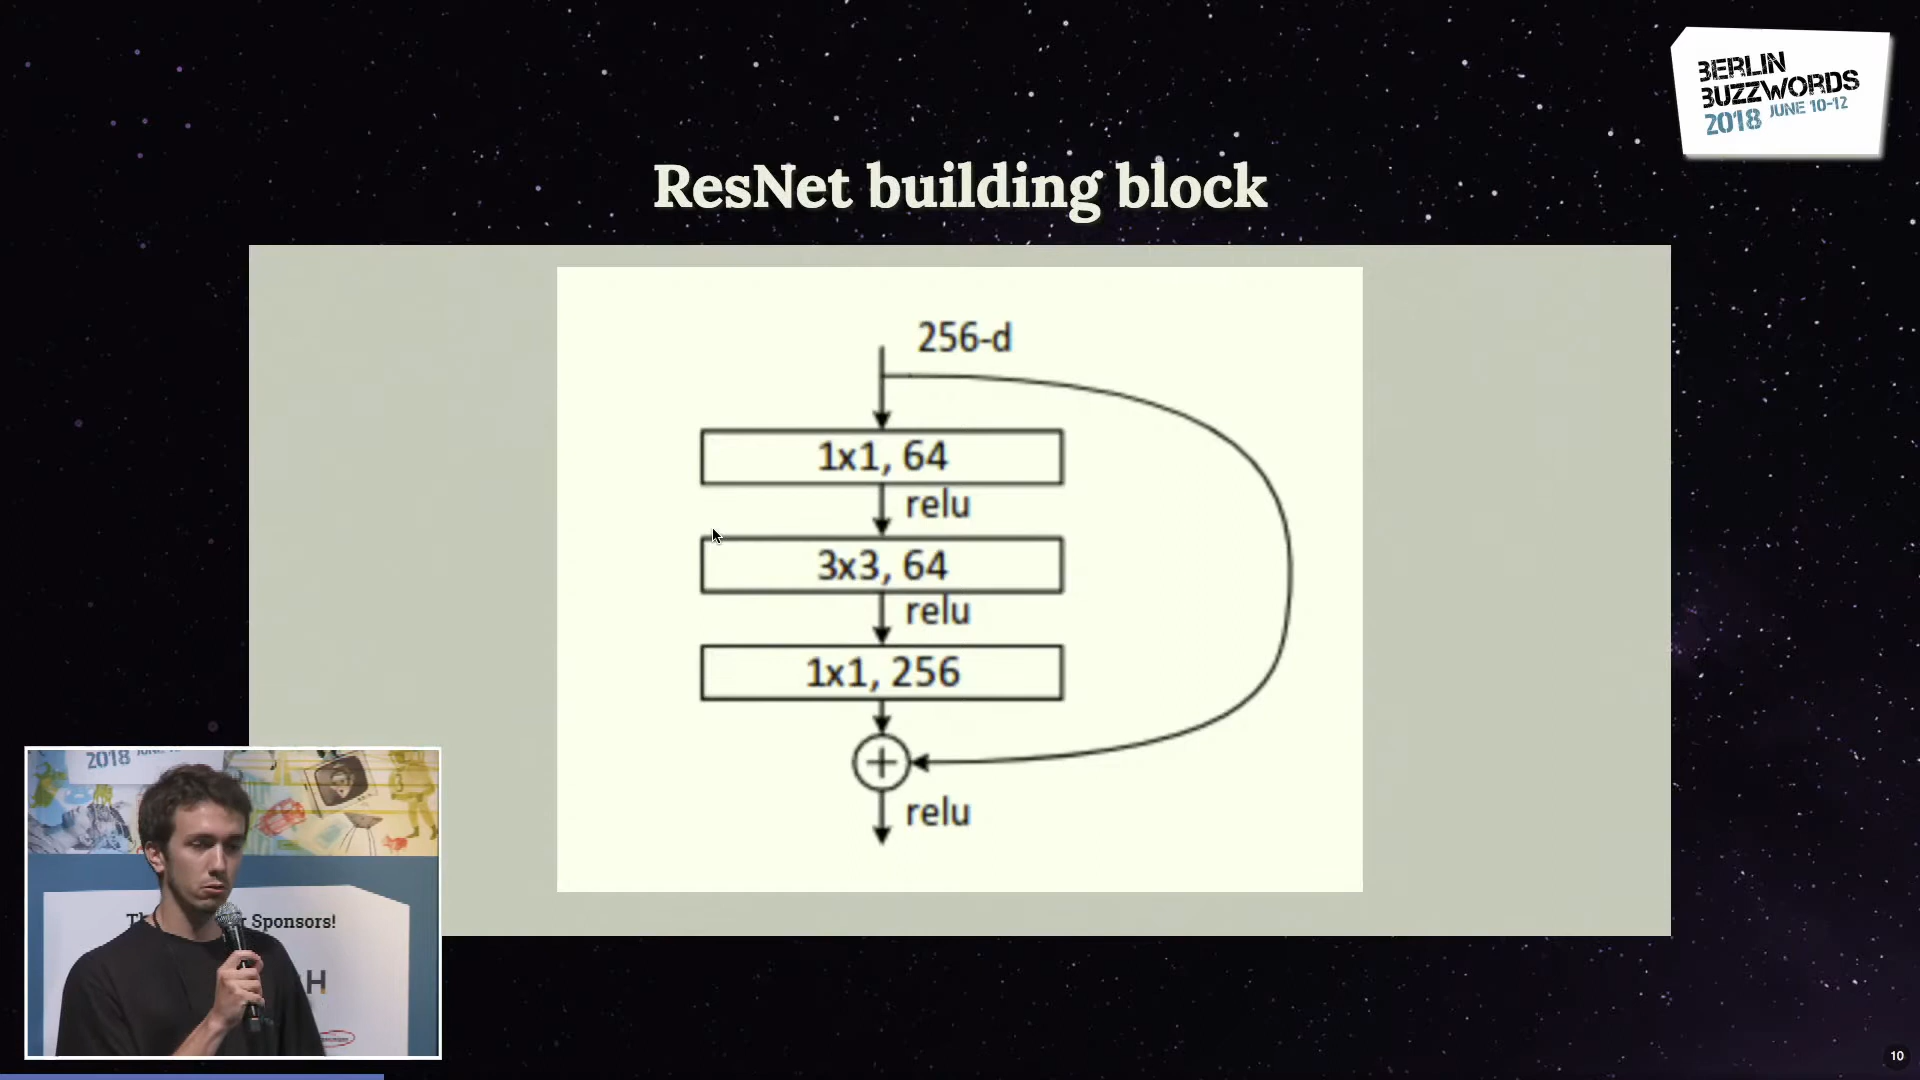 BERLIN
BUZZWORDS
2018 JUNE 10-12
ResNet building block
256-d
1x1, 64
relu
3x3, 64
relu
1x1, 256
relu
2018
Sponsors!
H
10